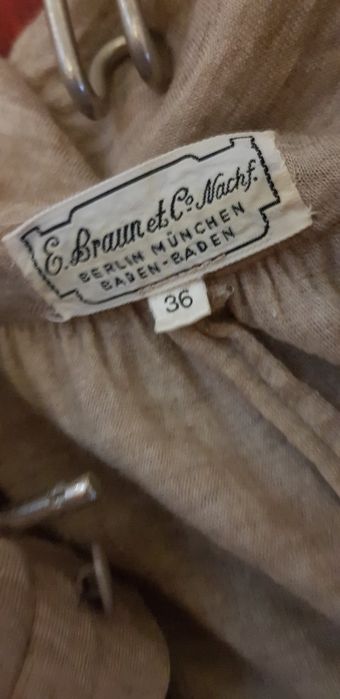 E. Braun et Co Nachf.
BERLIN MÜNCHEN
BADEN-BADEN
36